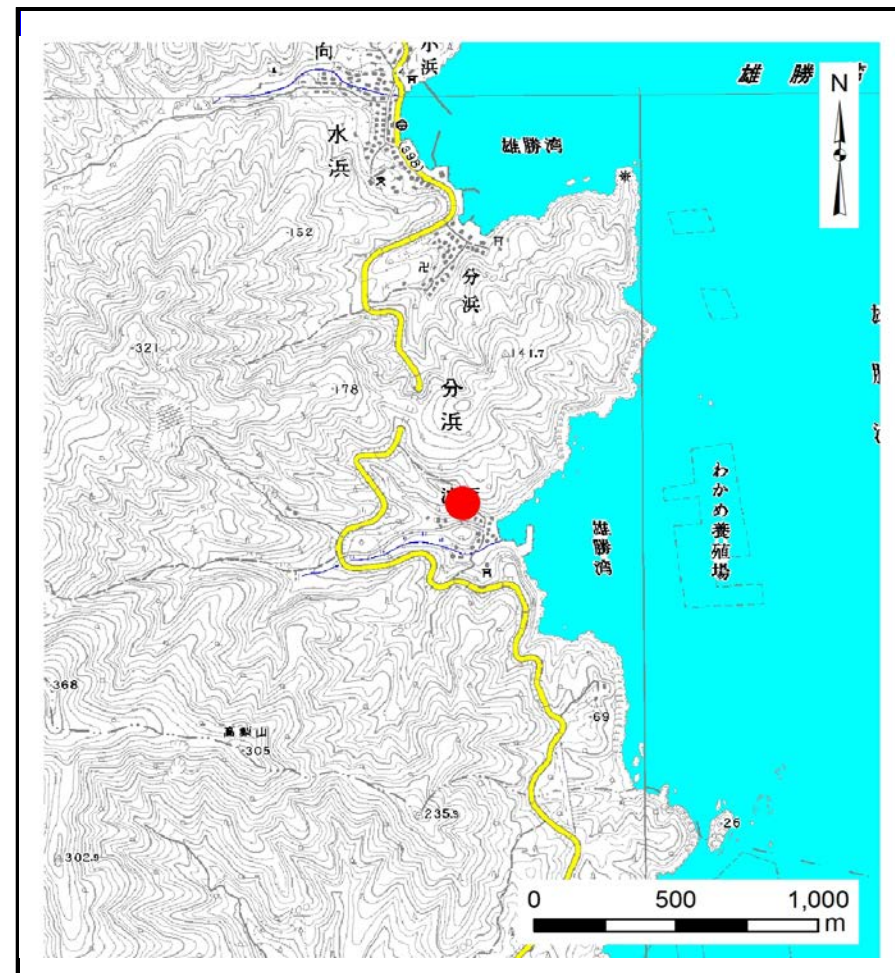 向
小浜
雄勝湾
N
水浜
雄勝湾
(398)
·152
分浜
·321
△141.7
·178
分浜
わかめ養殖場
雄勝湾
·368
·69
高梨山
·305
235.5
·26
302.9
0 500 1,000
m